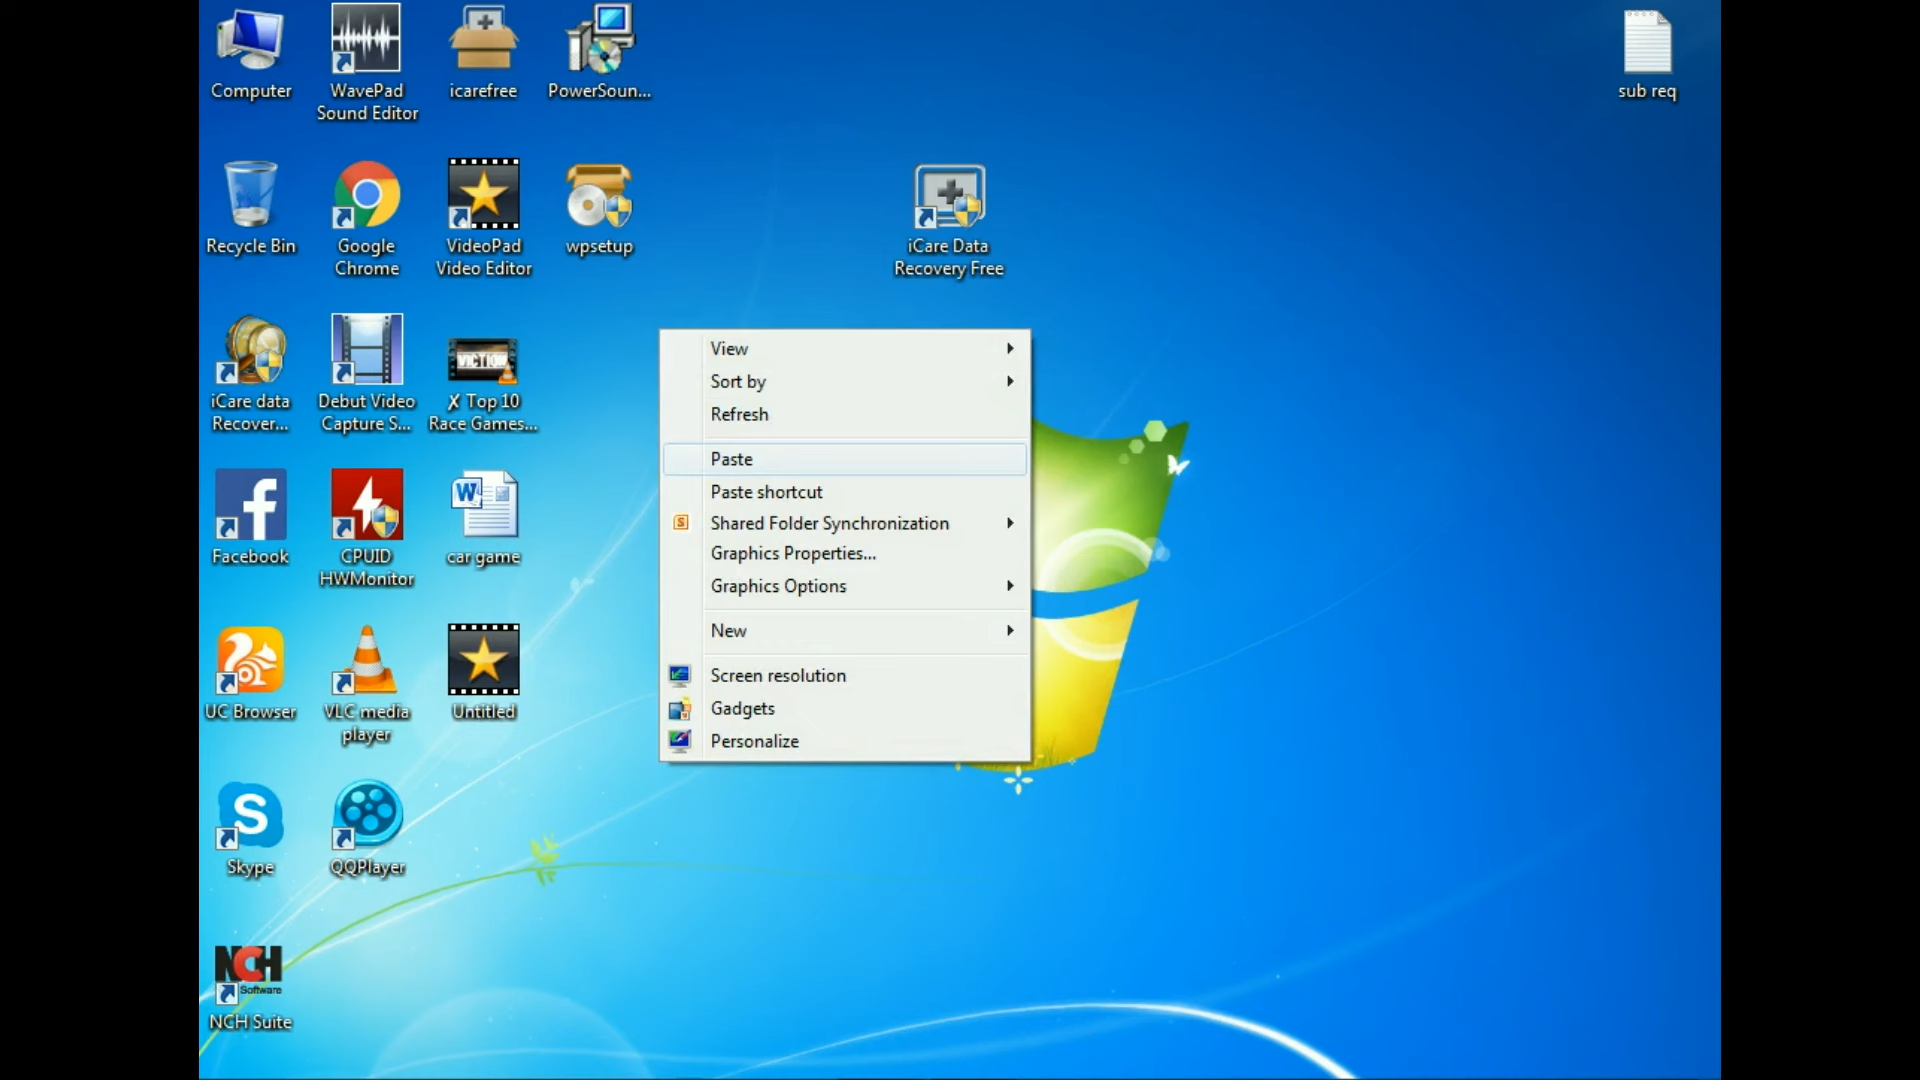 Computer
WavePad
Sound Editor
icarefree
PowerSoun...
sub req
Recycle Bin
Google
Chrome
VideoPad
Video Editor
wpsetup
iCare Data
Recovery Free
iCare data
Recover...
Debut Video
Capture S...
VICTION
✗ Top 10
Race Games...
Facebook
CPUID
HWMonitor
W
car game
UC Browser
VLC media
player
Untitled
S
Skype
QQPlayer
NCH
Software
NCH Suite
View
Sort by
Refresh
Paste
Paste shortcut
S
Shared Folder Synchronization
Graphics Properties...
Graphics Options
New
Screen resolution
Gadgets
Personalize